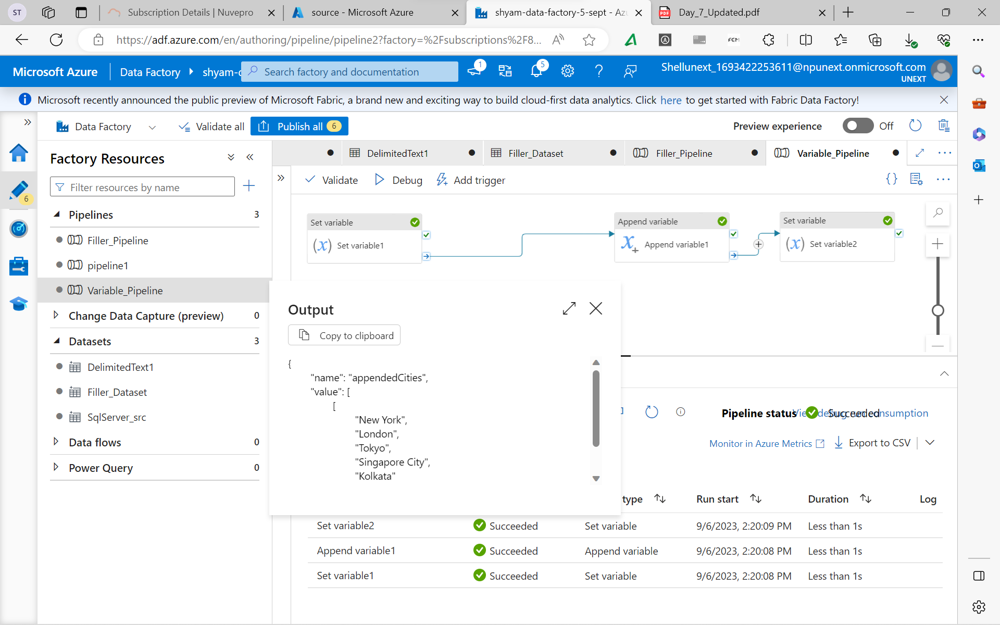 ST
Subscription Details | Nuvepro
source - Microsoft Azure
shyam-data-factory-5-sept - Az
PDF
Day_7_Updated.pdf
https://adf.azure.com/en/authoring/pipeline/pipeline2?factory=%2Fsubscriptions%2F8...
FCM
Microsoft Azure
Data Factory
shyam-
Search factory and documentation
1
5
Shellunext_1693422253611@npunext.onmicrosoft.com
UNEXT
Microsoft recently announced the public preview of Microsoft Fabric, a brand new and exciting way to build cloud-first data analytics. Click here to get started with Fabric Data Factory!
Data Factory
Validate all
Publish all 6
Preview experience
Off
Factory Resources
Filter resources by name
6
Pipelines 3
Filler_Pipeline
pipeline1
Variable_Pipeline
Change Data Capture (preview) 0
Datasets 3
DelimitedText1
Filler_Dataset
SqlServer_src
Data flows 0
Power Query 0
DelimitedText1
Filler_Dataset
Filler_Pipeline
Variable_Pipeline
Validate
Debug
Add trigger
{}
Set variable
(x) Set variable1
Append variable
X+ Append variable1
Set variable
(x) Set variable2
Output
Copy to clipboard
{
"name": "appendedCities",
"value": [
[
"New York",
"London",
"Tokyo",
"Singapore City",
"Kolkata"
Pipeline status Succeeded
View debug run consumption
Monitor in Azure Metrics
Export to CSV
type Run start Duration Log
Set variable2 Succeeded Set variable 9/6/2023, 2:20:09 PM Less than 1s
Append variable1 Succeeded Append variable 9/6/2023, 2:20:08 PM Less than 1s
Set variable1 Succeeded Set variable 9/6/2023, 2:20:08 PM Less than 1s